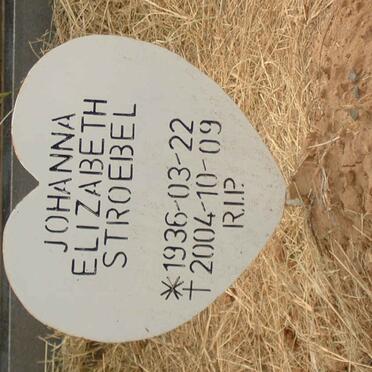 JOHANNA
ELIZABETH
STROEBEL
*1936-03-22
†2004-10-09
R.I.P